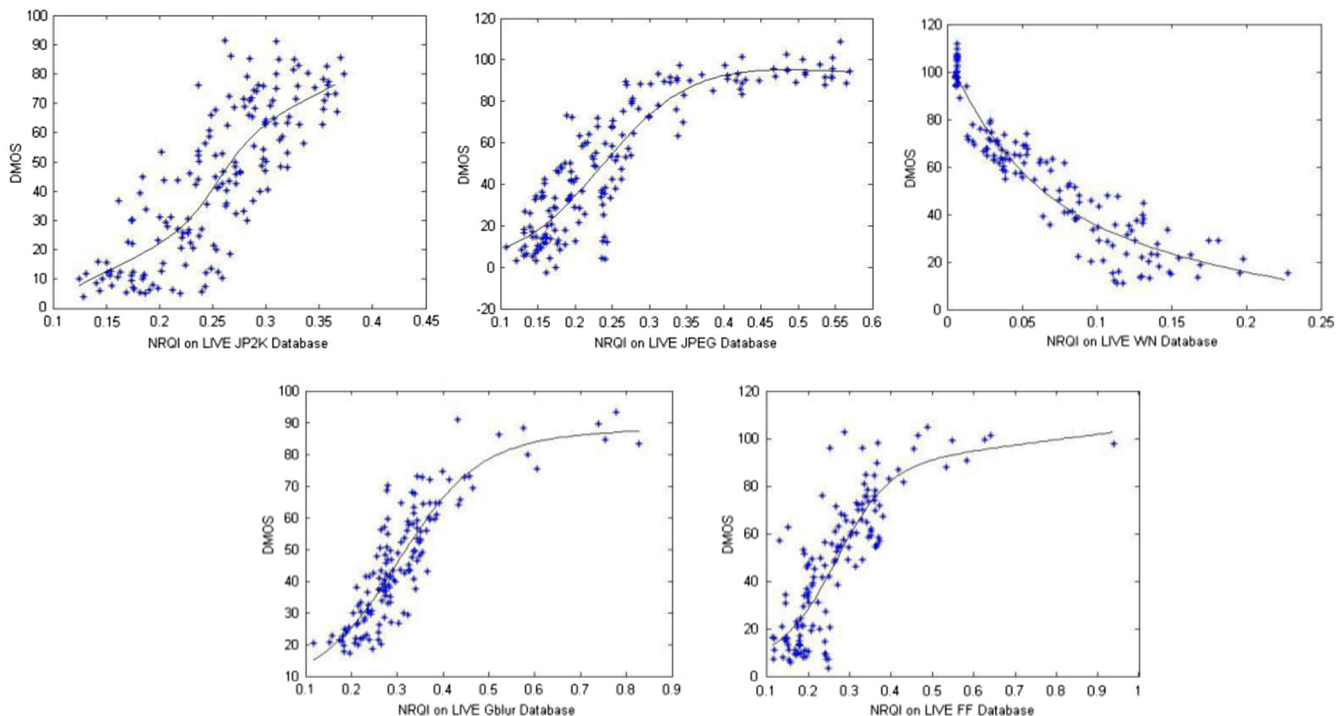 100
90
80
70
60
50
40
30
20
10
0
DMOS
0.1 0.15 0.2 0.25 0.3 0.35 0.4 0.45
NRQI on LIVE JP2K Database
120
100
80
60
40
20
0
-20
DMOS
0.1 0.15 0.2 0.25 0.3 0.35 0.4 0.45 0.5 0.55 0.6
NRQI on LIVE JPEG Database
120
100
80
60
40
20
0
DMOS
0 0.05 0.1 0.15 0.2 0.25
NRQI on LIVE WN Database
100
90
80
70
60
50
40
30
20
10
DMOS
0.1 0.2 0.3 0.4 0.5 0.6 0.7 0.8 0.9
NRQI on LIVE Gblur Database
120
100
80
60
40
20
0
DMOS
0.1 0.2 0.3 0.4 0.5 0.6 0.7 0.8 0.9 1
NRQI on LIVE FF Database